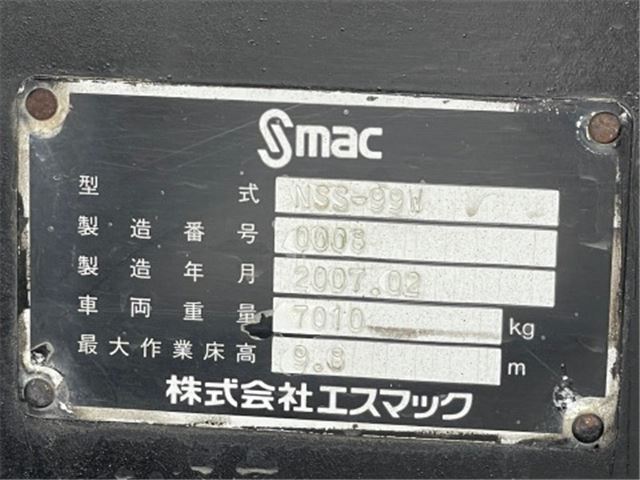 Smac
型式 NSS-99W
製造番号 0008
製造年月 2007.02
車両重量 7010 kg
最大作業床高 9.8 m
株式会社エスマック